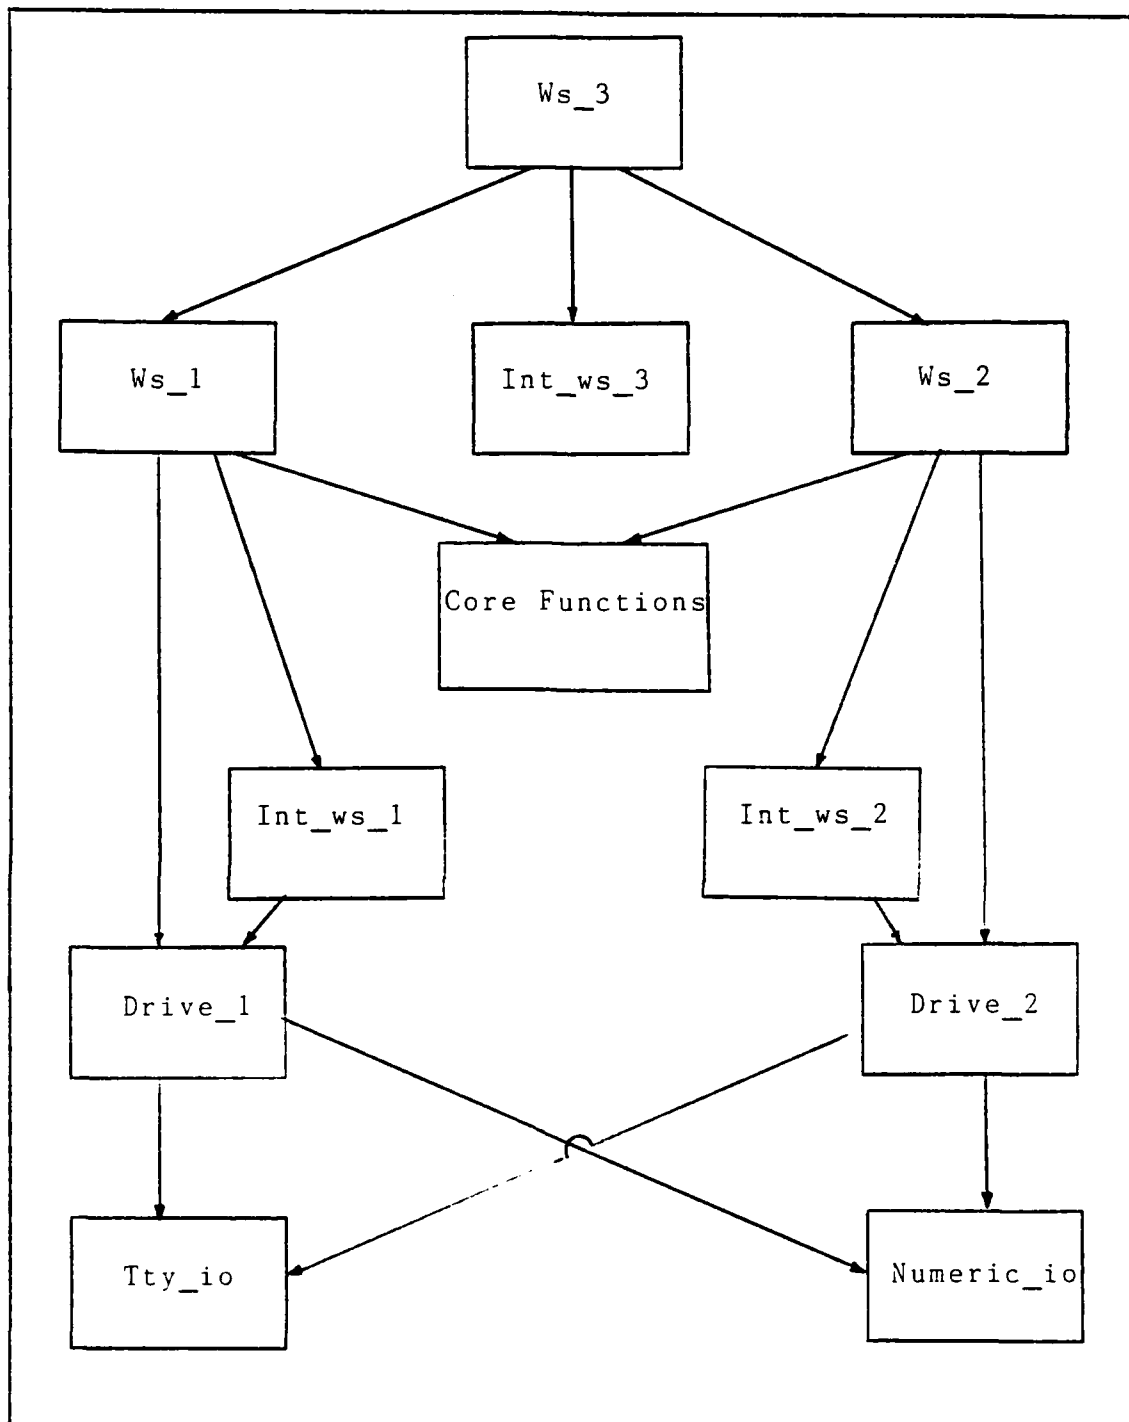 Ws_3
Ws_1
Int_ws_3
Ws_2
Core Functions
Int_ws_1
Int_ws_2
Drive_1
Drive_2
Tty_io
Numeric_io